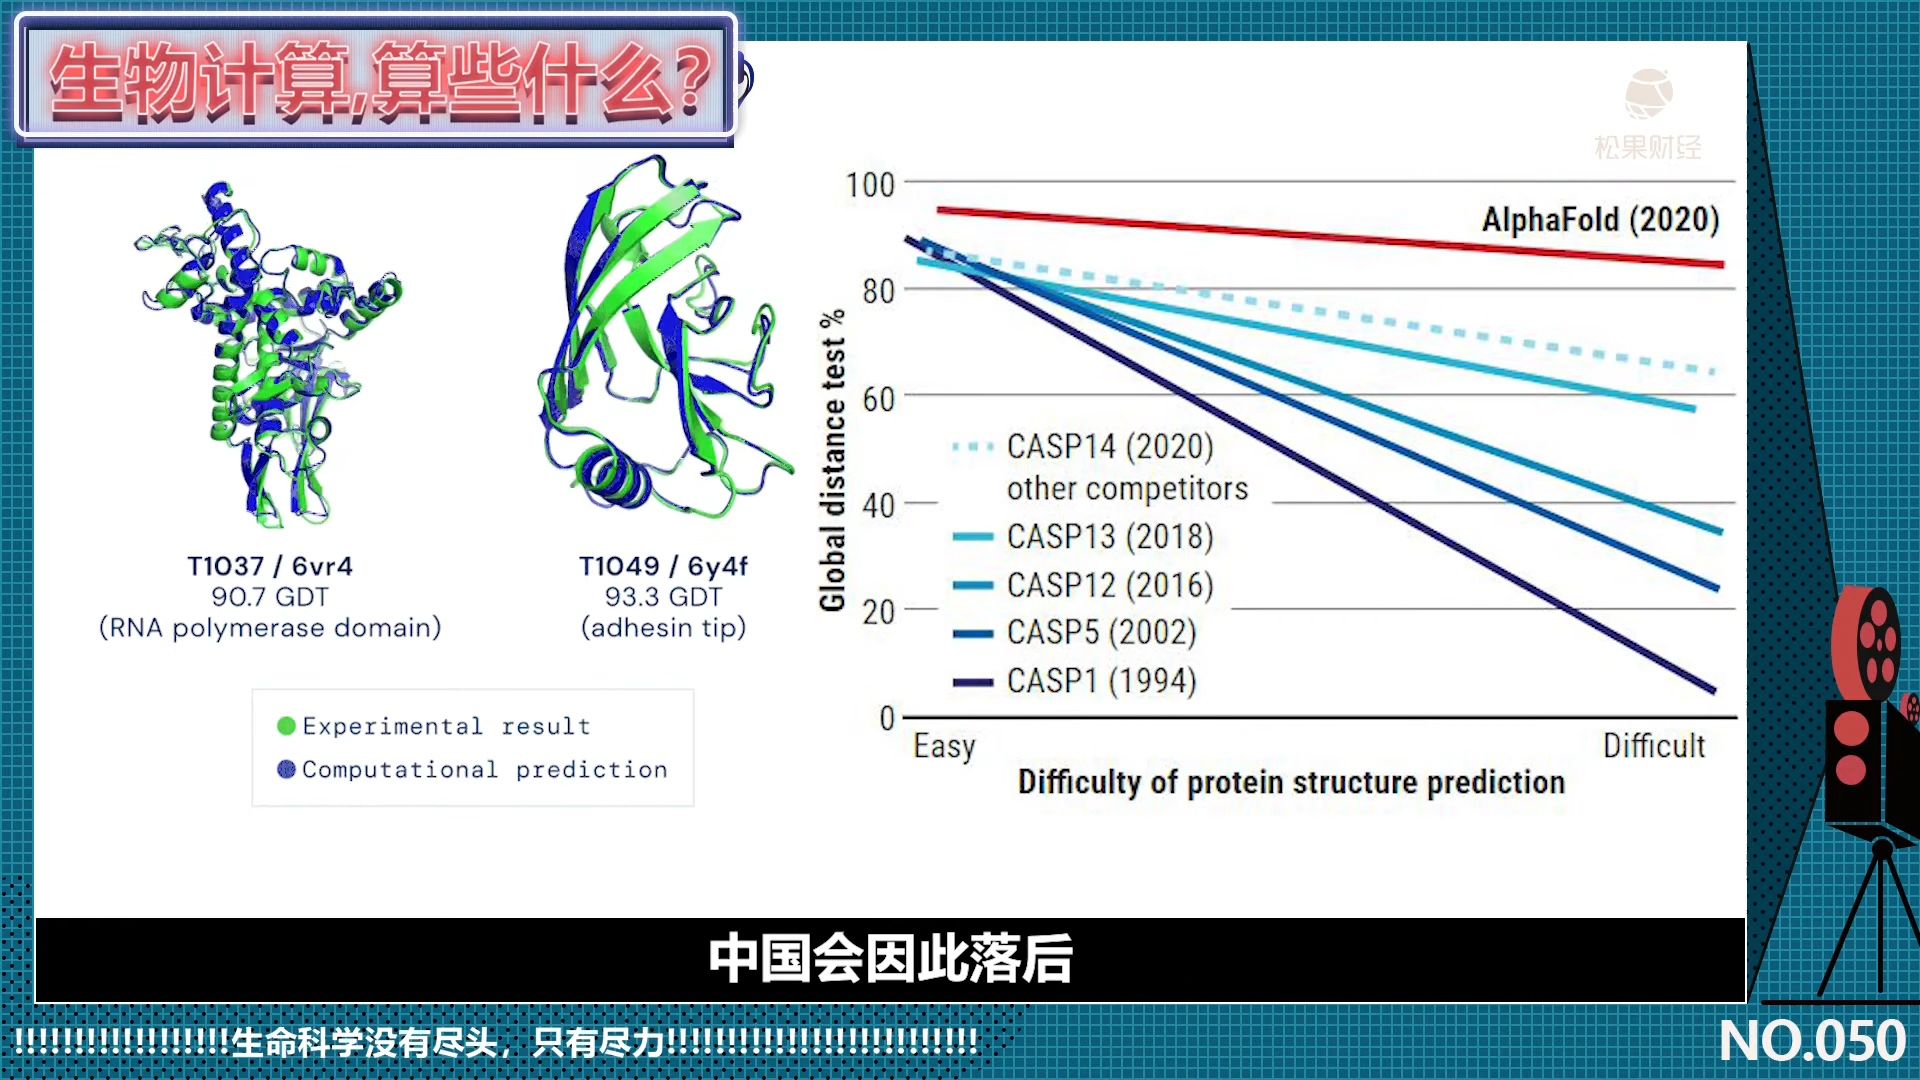 生物计算,算些什么?
松果财经
T1037 / 6vr4
90.7 GDT
(RNA polymerase domain)
T1049 / 6y4f
93.3 GDT
(adhesin tip)
Experimental result
Computational prediction
Global distance test %
100
80
60
40
20
0
AlphaFold (2020)
CASP14 (2020)
other competitors
CASP13 (2018)
CASP12 (2016)
CASP5 (2002)
CASP1 (1994)
Easy
Difficult
Difficulty of protein structure prediction
中国会因此落后
!!!!!!!!!!!!!!!!!!生命科学没有尽头，只有尽力!!!!!!!!!!!!!!!!!!!!!!!!!!
NO.050